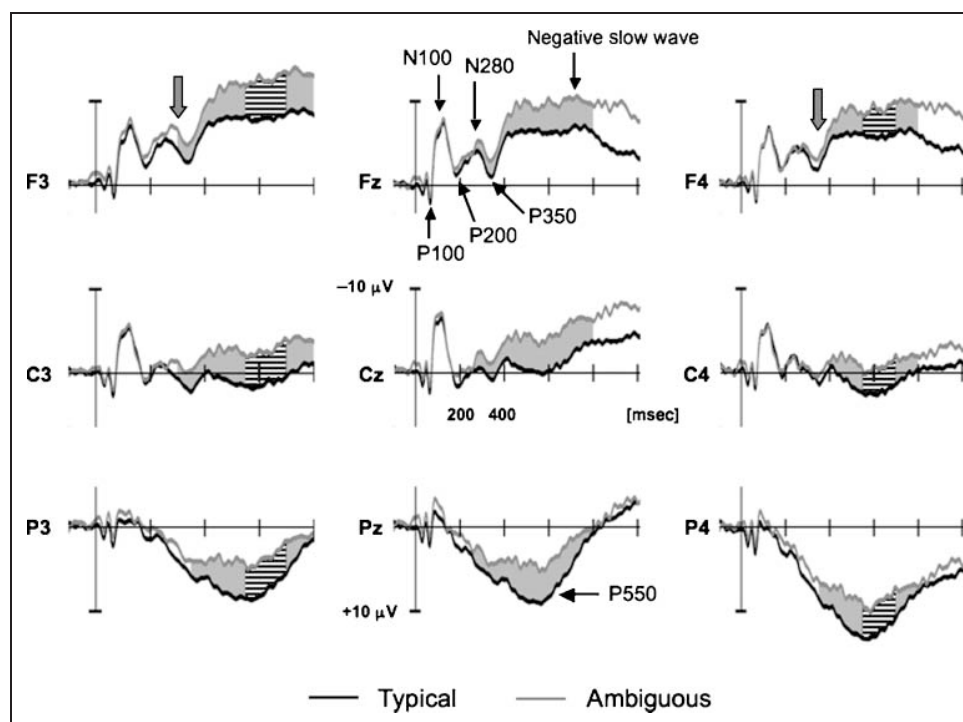 Negative slow wave
N100 N280
F3 Fz F4
P350
P200
P100
–10 µV
C3 Cz C4
200 400 [msec]
P3 Pz P4
P550
+10 µV
Typical Ambiguous